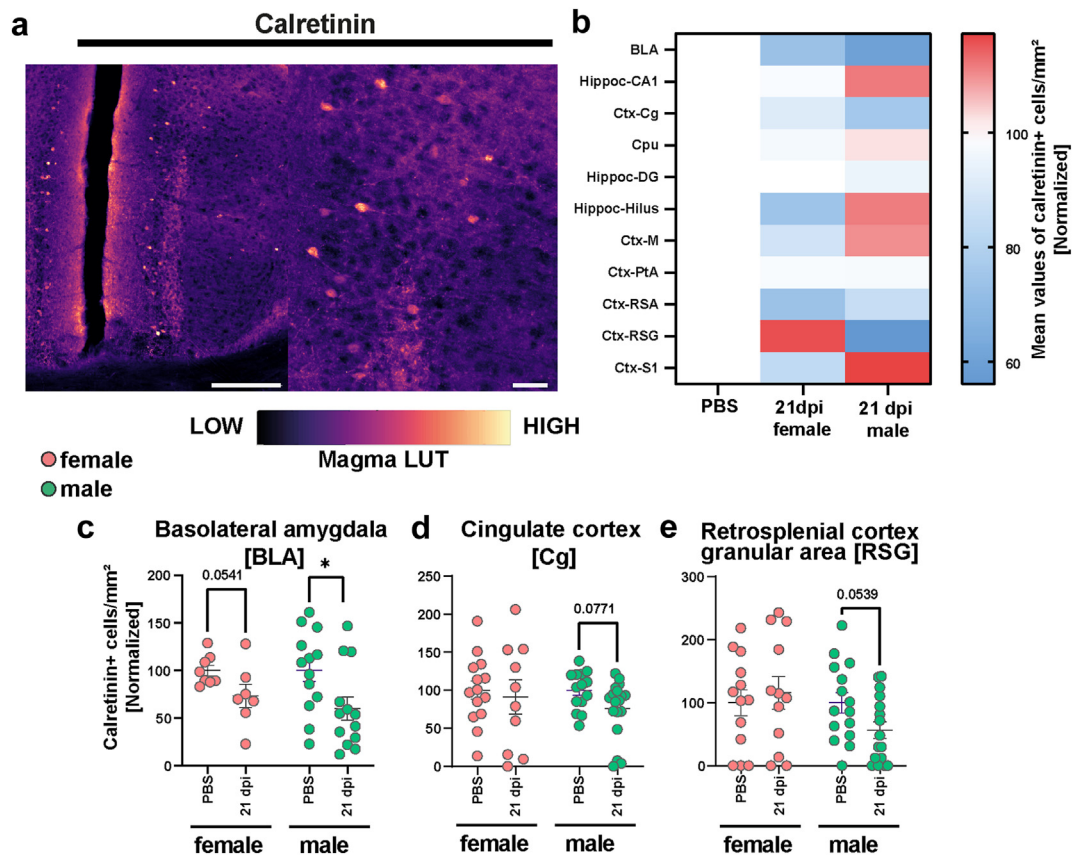 a
Calretinin
LOW
HIGH
Magma LUT
female
male
b
BLA
Hippoc-CA1
Ctx-Cg
Cpu
Hippoc-DG
Hippoc-Hilus
Ctx-M
Ctx-PtA
Ctx-RSA
Ctx-RSG
Ctx-S1
PBS
21dpi
female
21 dpi
male
100
80
60
Mean values of calretinin+ cells/mm²
[Normalized]
c
Basolateral amygdala
[BLA]
Calretinin+ cells/mm²
[Normalized]
200
150
100
50
0
0.0541
*
PBS
21 dpi
PBS
21 dpi
female
male
d
Cingulate cortex
[Cg]
250
200
150
100
50
0
0.0771
PBS
21 dpi
PBS
21 dpi
female
male
e
Retrosplenial cortex
granular area [RSG]
300
200
100
0
0.0539
PBS
21 dpi
PBS
21 dpi
female
male